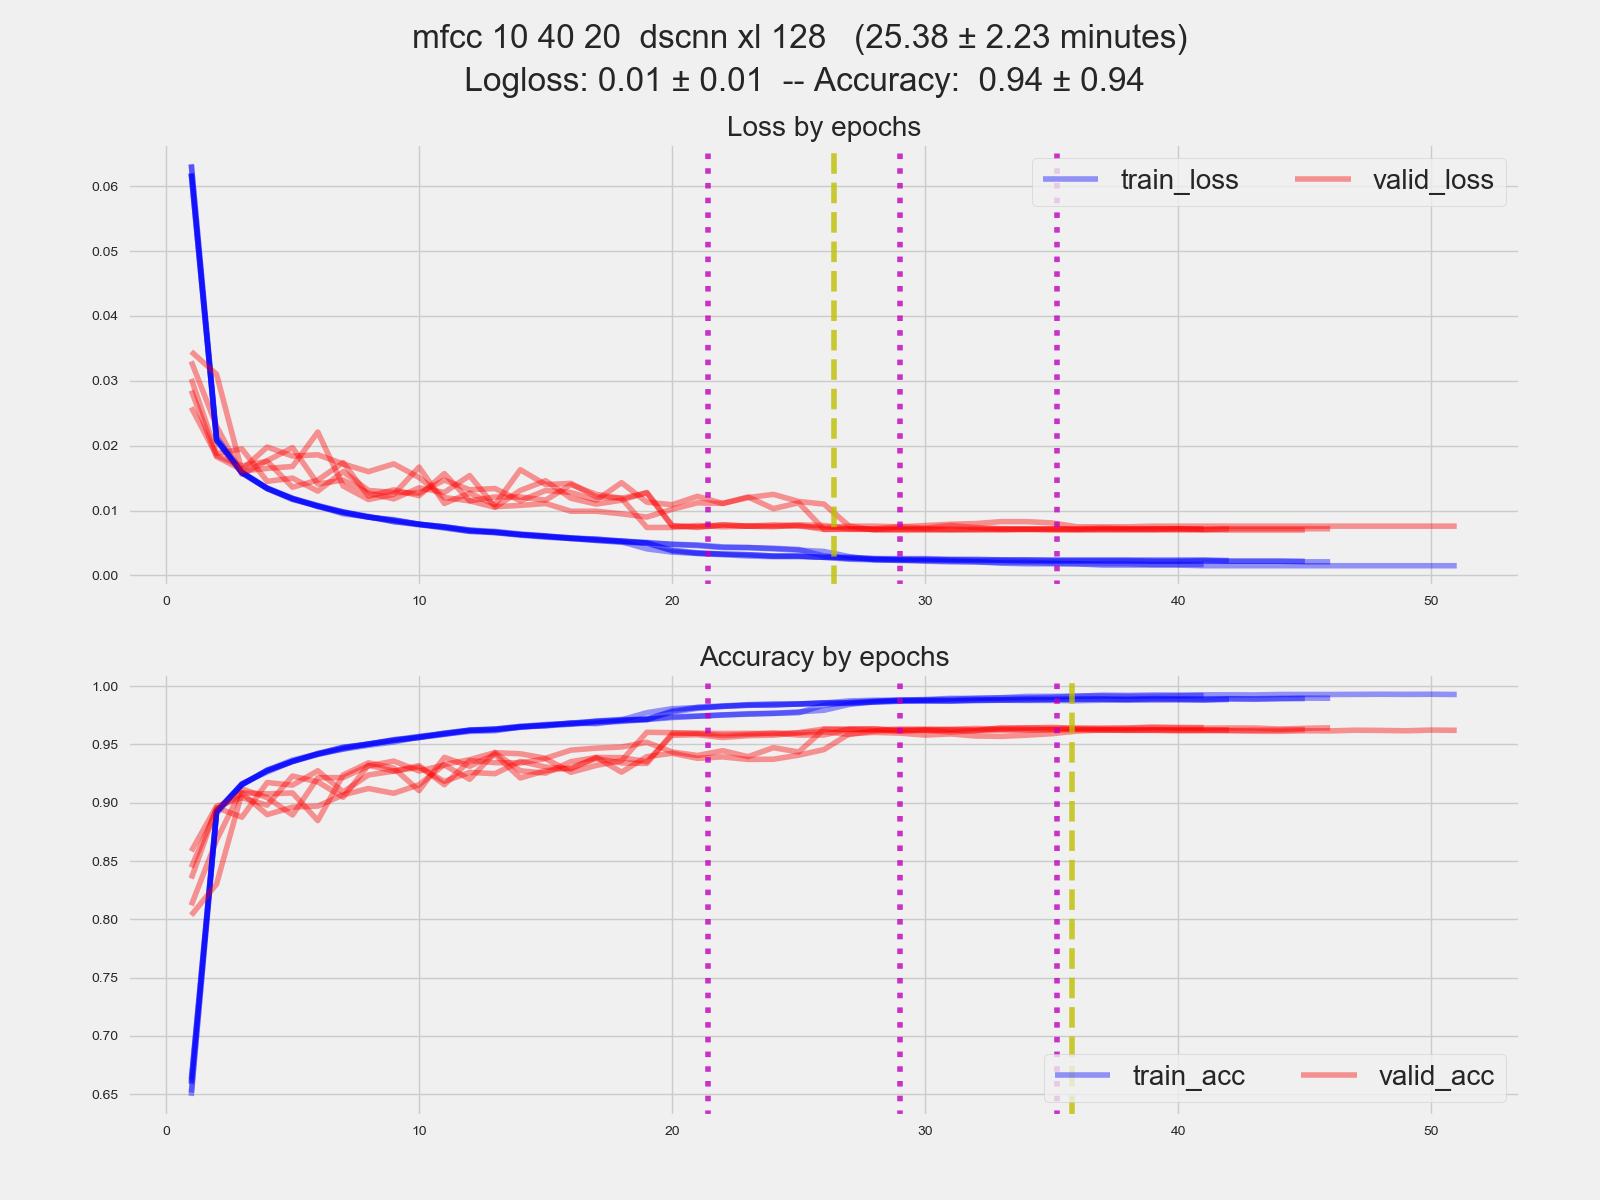 mfcc 10 40 20  dscnn xl 128   (25.38 ± 2.23 minutes)
Logloss: 0.01 ± 0.01  -- Accuracy:  0.94 ± 0.94
Loss by epochs
train_loss valid_loss
0.06
0.05
0.04
0.03
0.02
0.01
0.00
0 10 20 30 40 50
Accuracy by epochs
1.00
0.95
0.90
0.85
0.80
0.75
0.70
0.65
train_acc valid_acc
0 10 20 30 40 50